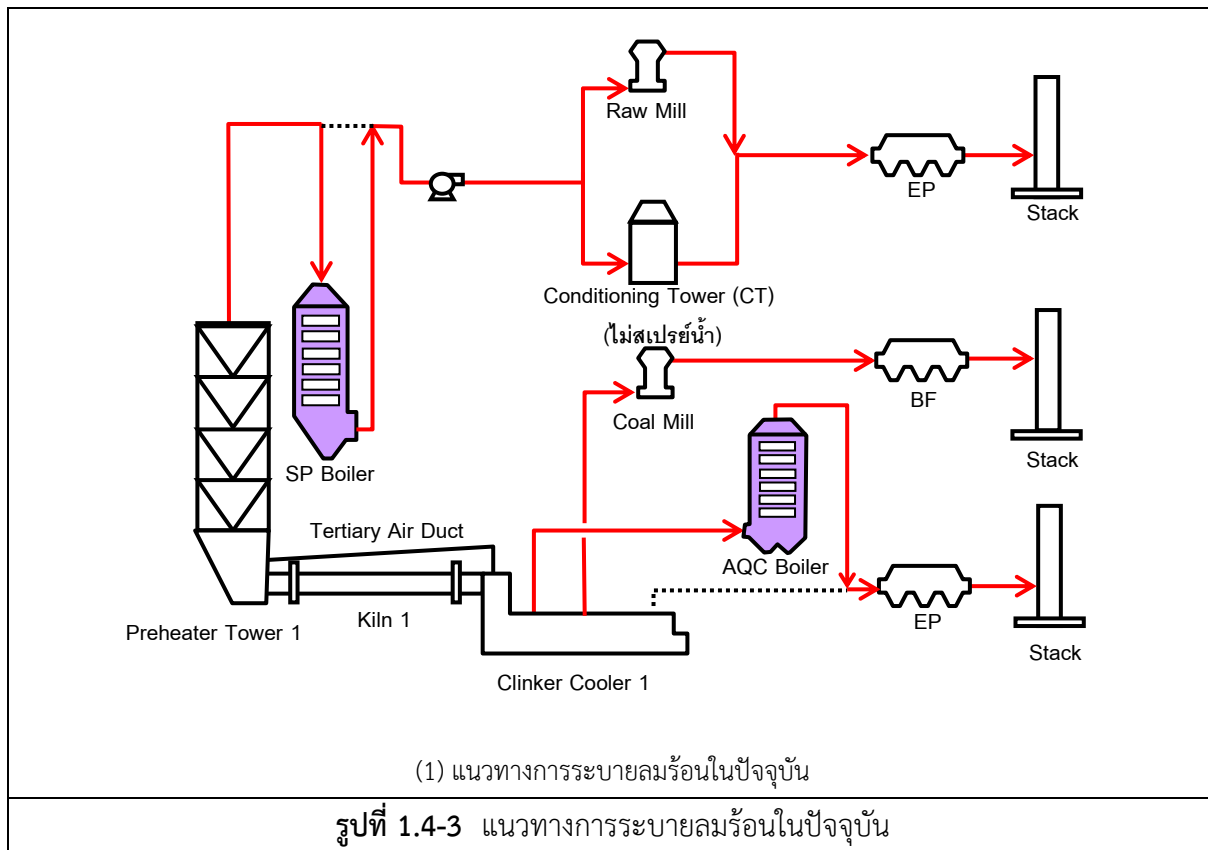 Raw Mill
EP
Stack
Conditioning Tower (CT)
(ไม่สเปรย์น้ำ)
Coal Mill
BF
Stack
SP Boiler
Tertiary Air Duct
AQC Boiler
EP
Kiln 1
Preheater Tower 1
Stack
Clinker Cooler 1
(1) แนวทางการระบายลมร้อนในปัจจุบัน
รูปที่ 1.4-3 แนวทางการระบายลมร้อนในปัจจุบัน